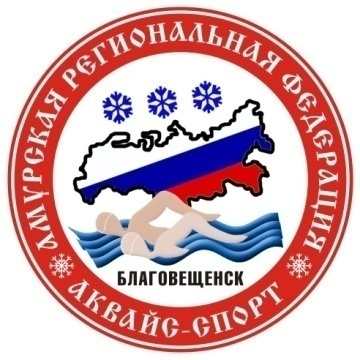 АМУРСКАЯ РЕГИОНАЛЬНАЯ ФЕДЕРАЦИЯ
БЛАГОВЕЩЕНСК
АКВАЙС-СПОРТ